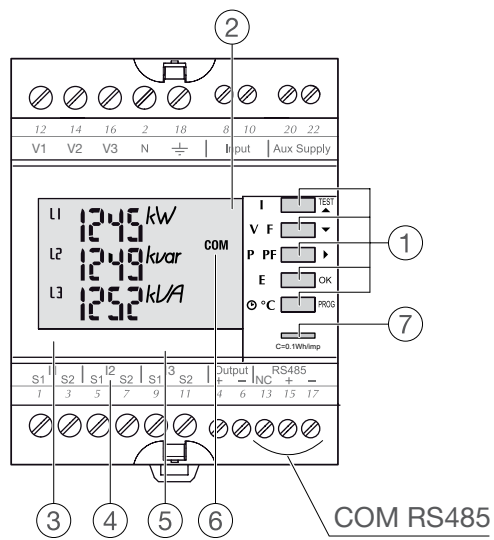 2
12 14 16 2 18 8 10 20 22
V1 V2 V3 N ⏚ Input Aux Supply
L1 1245 kW
L2 1249 kvar
L3 1252 kVA
COM
I TEST ▲
V F ▼
P PF ▶
E OK
°C PROG
C=0.1Wh/imp
1
7
I1 I2 I3 Output RS485
S1 S2 S1 S2 S1 S2 + − NC + −
1 3 5 7 9 11 4 6 13 15 17
3 4 5 6
COM RS485